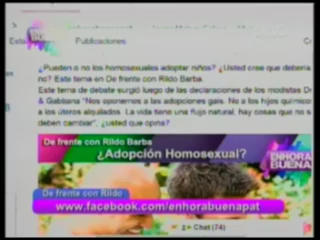 Publicaciones
¿Pueden o no los homosexuales adoptar niños? ¿Usted cree que debería
no? Este tema en De frente con Rildo Barba.
Este tema de debate surgió luego de las declaraciones de los modistas D
& Gabbana "Nos oponemos a las adopciones gais. No a los hijos químico
a los úteros alquilados. La vida tiene un flujo natural, hay cosas que no s
deben cambiar", ¿usted que opina?
De frente con Rildo Barba
¿Adopción Homosexual?
ENHORA
BUENA
De frente con Rildo
www.facebook.com/enhorabuenapat
Chat (74)